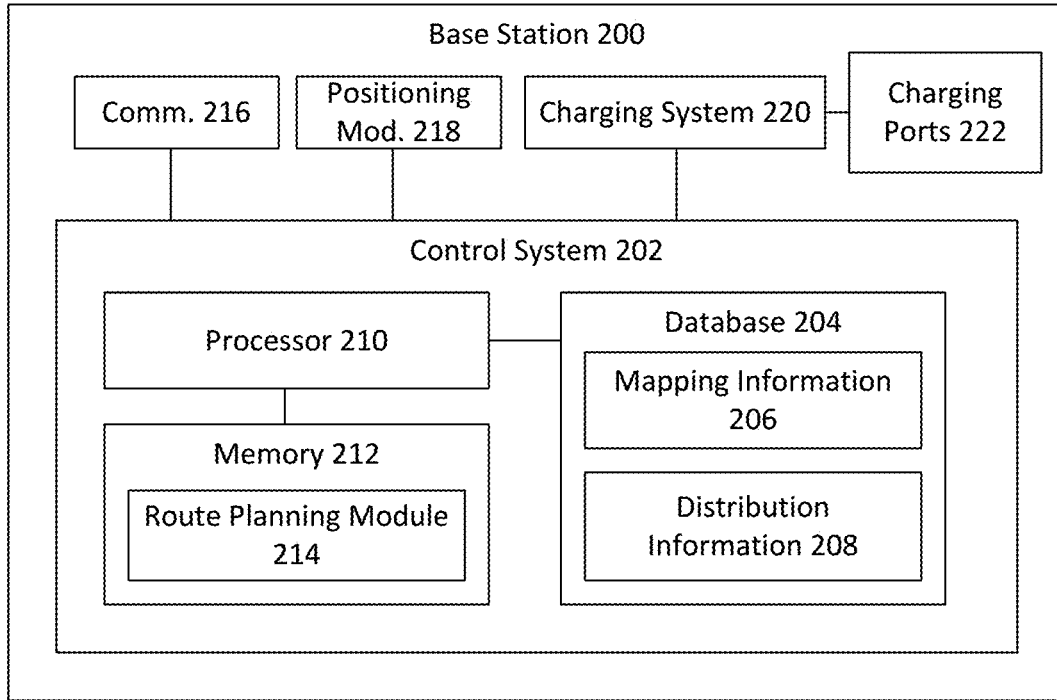 Base Station 200
Comm. 216
Positioning
Mod. 218
Charging System 220
Charging
Ports 222
Control System 202
Processor 210
Memory 212
Route Planning Module
214
Database 204
Mapping Information
206
Distribution
Information 208